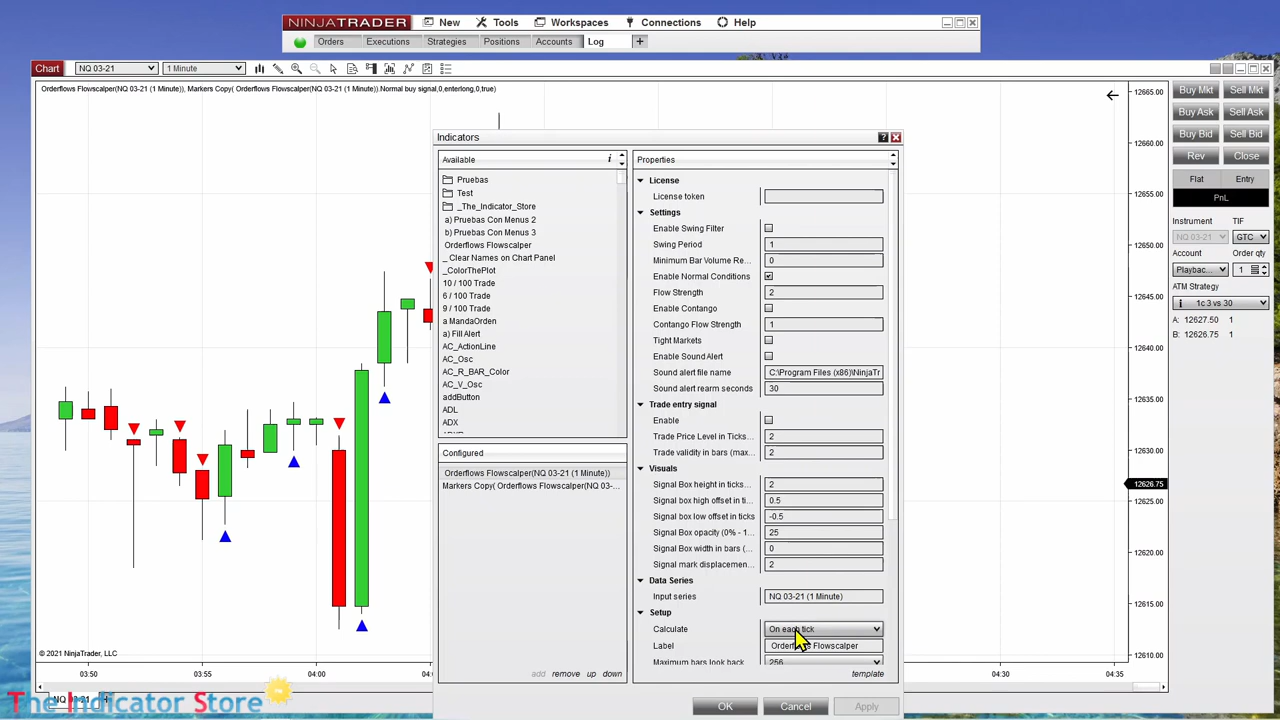 NINJATRADER New Tools Workspaces Connections Help
Orders Executions Strategies Positions Accounts Log +
Chart NQ 03-21 1 Minute
Orderflows Flowscalper(NQ 03-21 (1 Minute)), Markers Copy( Orderflows Flowscalper(NQ 03-21 (1 Minute)).Normal buy signal,0,enterlong,0,true)
Indicators
Available i
Pruebas
Test
_The_Indicator_Store
a) Pruebas Con Menus 2
b) Pruebas Con Menus 3
Orderflows Flowscalper
_ Clear Names on Chart Panel
_ColorThePlot
10 / 100 Trade
6 / 100 Trade
9 / 100 Trade
a MandaOrden
a) Fill Alert
AC_ActionLine
AC_Osc
AC_R_BAR_Color
AC_V_Osc
addButton
ADL
ADX
Configured
Orderflows Flowscalper(NQ 03-21 (1 Minute))
Markers Copy( Orderflows Flowscalper(NQ 03-...
add remove up down
Properties
License
License token
Settings
Enable Swing Filter
Swing Period 1
Minimum Bar Volume Re... 0
Enable Normal Conditions
Flow Strength 2
Enable Contango
Contango Flow Strength 1
Tight Markets
Enable Sound Alert
Sound alert file name C:\Program Files (x86)\NinjaTr
Sound alert rearm seconds 30
Trade entry signal
Enable
Trade Price Level in Ticks... 2
Trade validity in bars (max... 2
Visuals
Signal Box height in ticks... 2
Signal box high offset in ti... 0.5
Signal box low offset in ticks -0.5
Signal Box opacity (0% - 1... 25
Signal Box width in bars (... 0
Signal mark displacemen... 2
Data Series
Input series NQ 03-21 (1 Minute)
Setup
Calculate On each tick
Label Orderflows Flowscalper
Maximum bars look back 256
template
OK Cancel Apply
12665.00
12660.00
12655.00
12650.00
12645.00
12640.00
12635.00
12630.00
12626.75
12625.00
12620.00
12615.00
12610.00
Buy Mkt Sell Mkt
Buy Ask Sell Ask
Buy Bid Sell Bid
Rev Close
Flat Entry
PnL
Instrument TIF
NQ 03-21 GTC
Account Order qty
Playbac... 1
ATM Strategy
i 1c 3 vs 30
A: 12627.50 1
B: 12626.75 1
© 2021 NinjaTrader, LLC
03:50 03:55 04:00 04:30 04:35
The Indicator Store